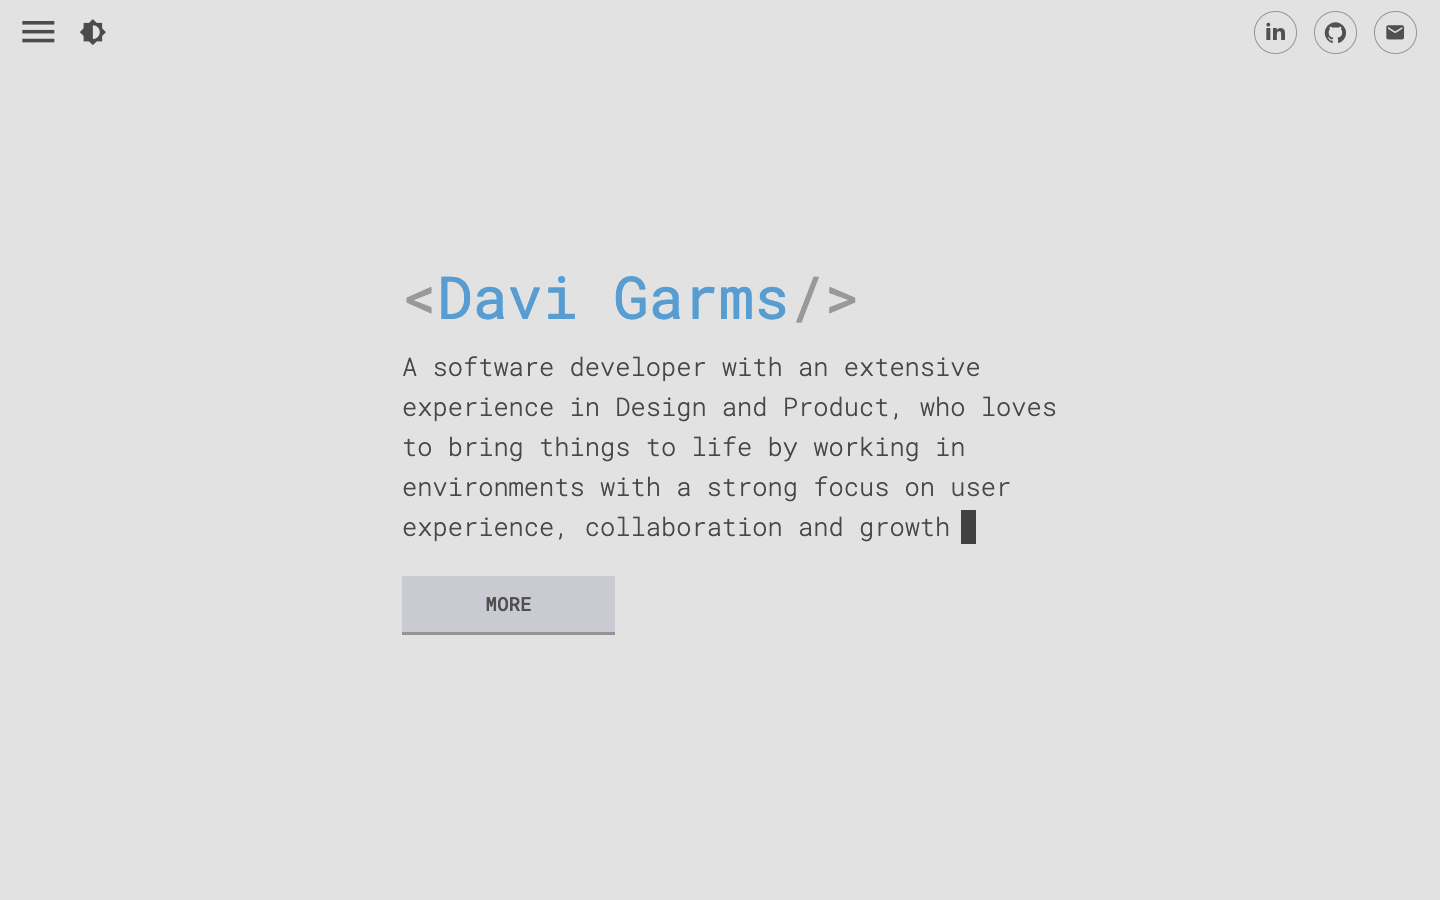 in
<Davi Garms/>
A software developer with an extensive
experience in Design and Product, who loves
to bring things to life by working in
environments with a strong focus on user
experience, collaboration and growth
MORE